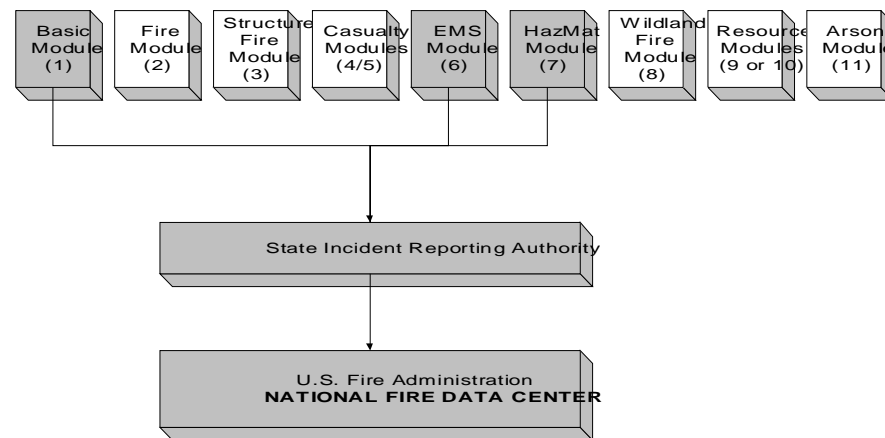 Basic
Module
(1)
Fire
Module
(2)
Structure
Fire
Module
(3)
Casualty
Modules
(4/5)
EMS
Module
(6)
HazMat
Module
(7)
Wildland
Fire
Module
(8)
Resource
Modules
(9 or 10)
Arson
Module
(11)
State Incident Reporting Authority
U.S. Fire Administration
NATIONAL FIRE DATA CENTER